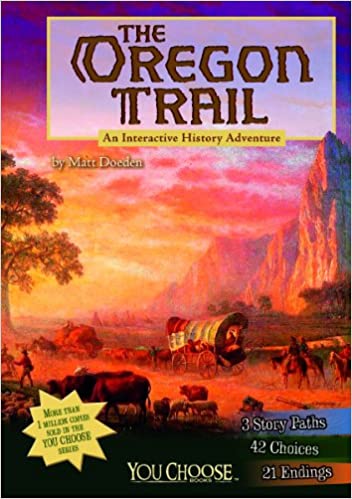 THE
OREGON
TRAIL
An Interactive History Adventure
by Matt Doeden
MORE THAN
1 MILLION COPIES
SOLD IN THE
YOU CHOOSE
SERIES
3 Story Paths
42 Choices
21 Endings
YOU CHOOSE
BOOKS™